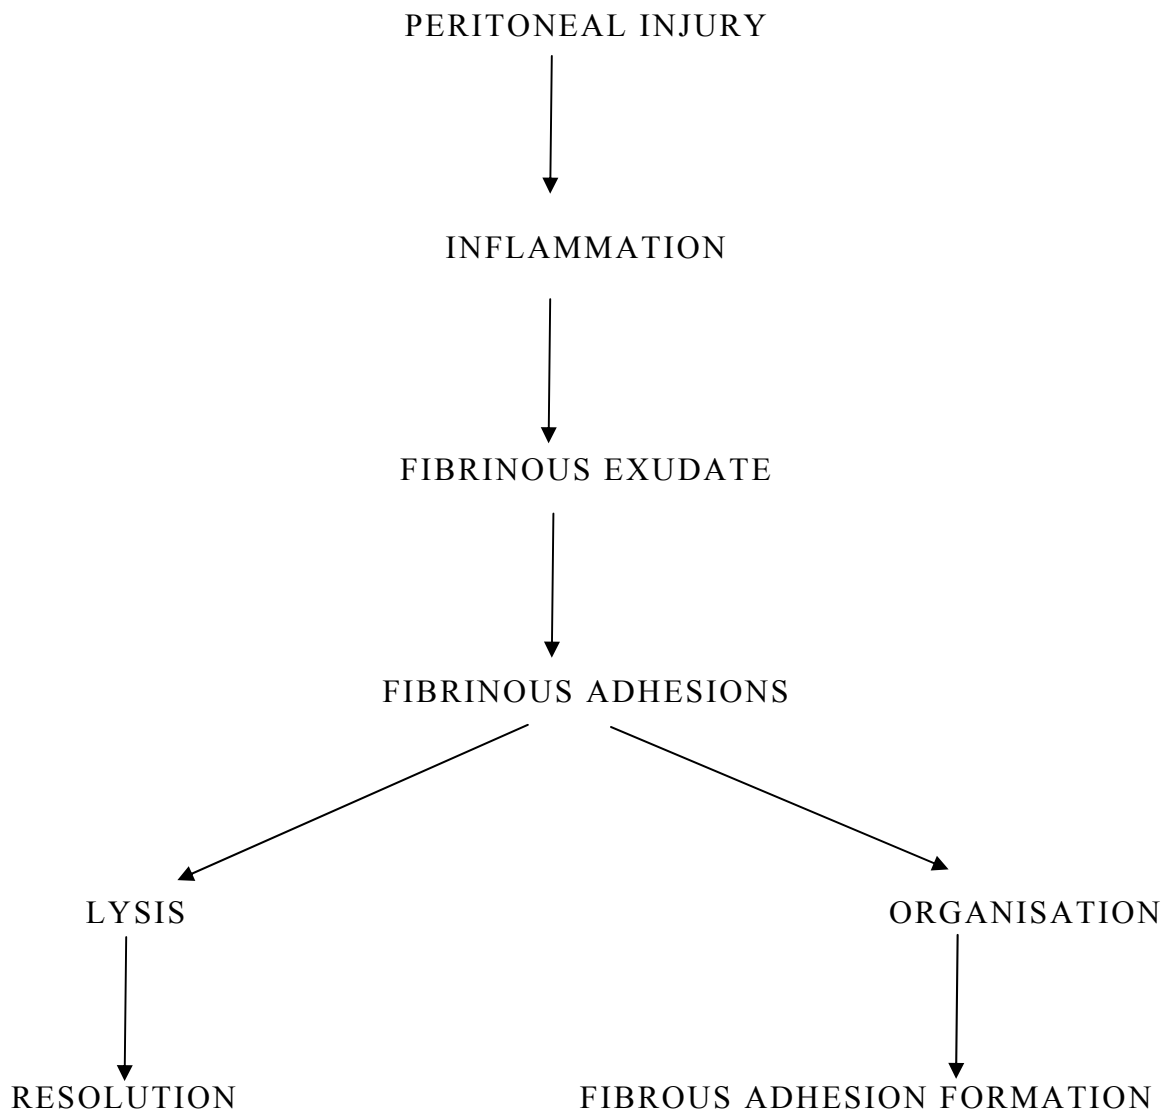 PERITONEAL INJURY
INFLAMMATION
FIBRINOUS EXUDATE
FIBRINOUS ADHESIONS
LYSIS
ORGANISATION
RESOLUTION
FIBROUS ADHESION FORMATION